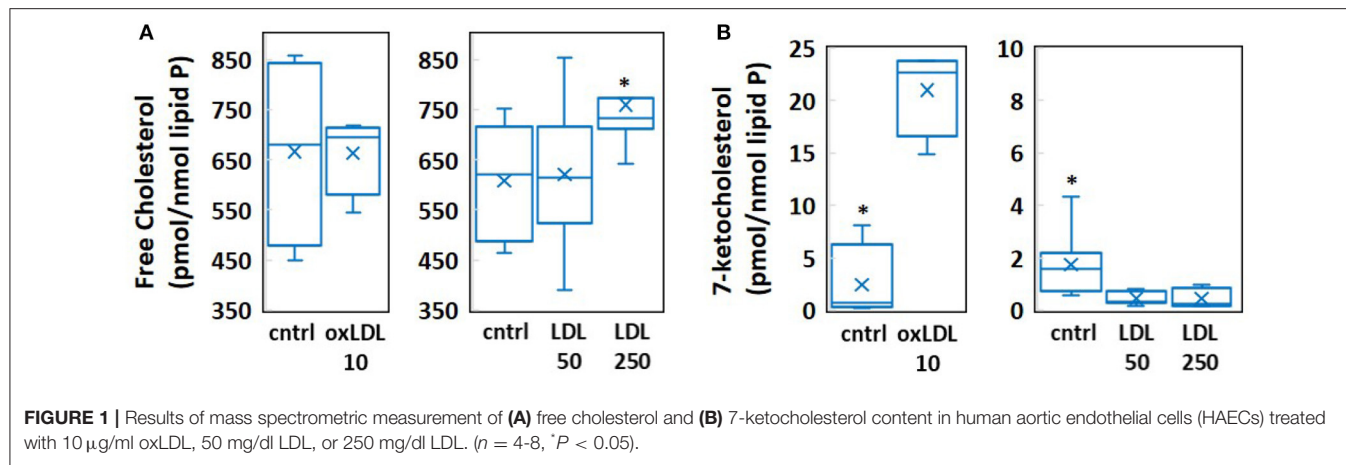 A
Free Cholesterol
(pmol/nmol lipid P)
850
750
650
550
450
350
cntrl oxLDL
10
850
750
650
550
450
350
*
cntrl LDL LDL
50 250
B
7-ketocholesterol
(pmol/nmol lipid P)
25
20
15
10
5
0
*
cntrl oxLDL
10
10
8
6
4
2
0
*
cntrl LDL LDL
50 250
FIGURE 1 | Results of mass spectrometric measurement of (A) free cholesterol and (B) 7-ketocholesterol content in human aortic endothelial cells (HAECs) treated
with 10 µg/ml oxLDL, 50 mg/dl LDL, or 250 mg/dl LDL. (n = 4-8, *P < 0.05).